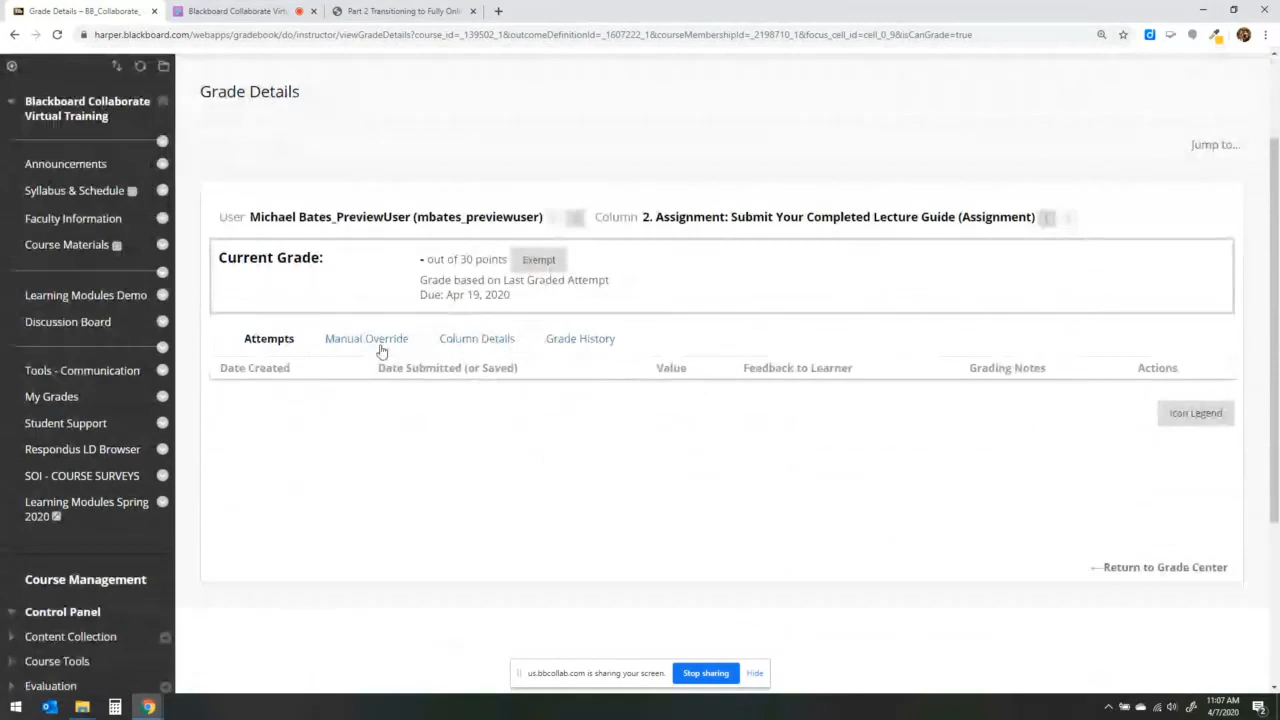 Grade Details – BB_Collaborate_
Blackboard Collaborate Virtual
Part 2 Transitioning to Fully Onli
harper.blackboard.com/webapps/gradebook/do/instructor/viewGradeDetails?course_id=_139502_1&outcomeDefinitionId=_1607222_1&courseMembershipId=_2198710_1&focus_cell_id=cell_0_9&isCanGrade=true
Blackboard Collaborate
Virtual Training
Announcements
Syllabus & Schedule
Faculty Information
Course Materials
Learning Modules Demo
Discussion Board
Tools - Communication
My Grades
Student Support
Respondus LD Browser
SOI - COURSE SURVEYS
Learning Modules Spring
2020
Course Management
Control Panel
Content Collection
Course Tools
Evaluation
Grade Details
Jump to...
User Michael Bates_PreviewUser (mbates_previewuser) Column 2. Assignment: Submit Your Completed Lecture Guide (Assignment)
Current Grade: - out of 30 points Exempt
Grade based on Last Graded Attempt
Due: Apr 19, 2020
Attempts Manual Override Column Details Grade History
Date Created Date Submitted (or Saved) Value Feedback to Learner Grading Notes Actions
Icon Legend
←Return to Grade Center
us.bbcollab.com is sharing your screen. Stop sharing Hide
11:07 AM
4/7/2020